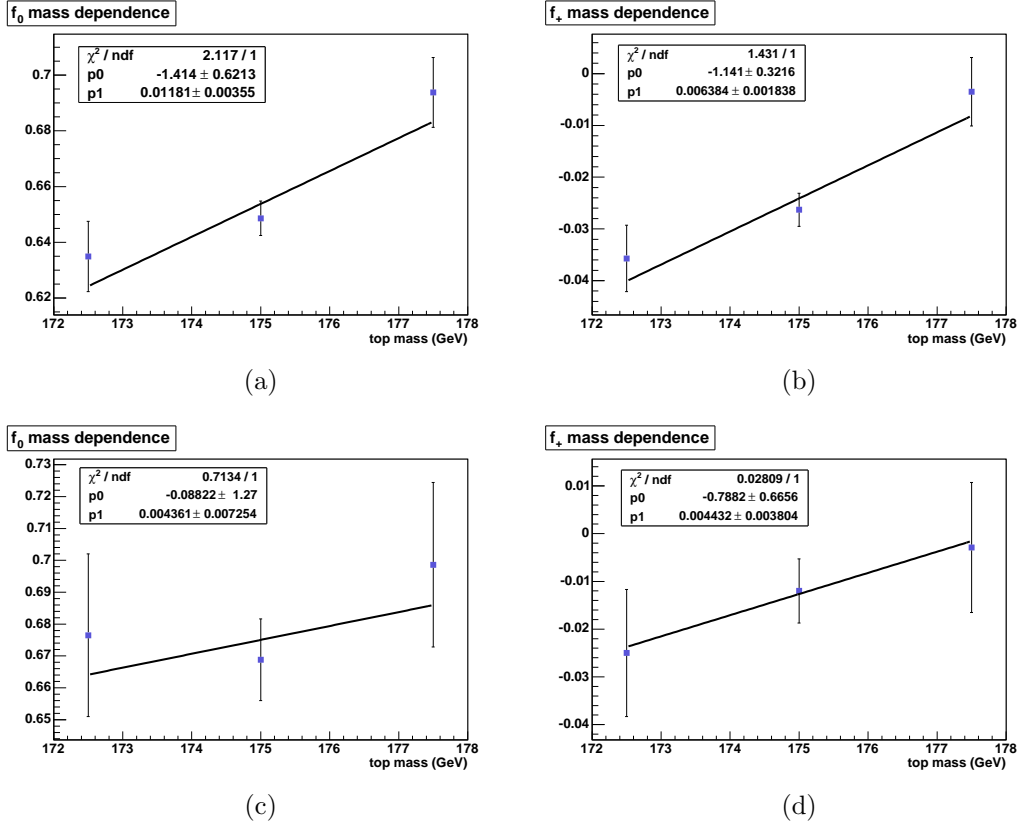 f₀ mass dependence
χ² / ndf 2.117 / 1
p0 -1.414 ± 0.6213
p1 0.01181 ± 0.00355
0.7
0.68
0.66
0.64
0.62
172 173 174 175 176 177 178
top mass (GeV)
(a)
f₊ mass dependence
χ² / ndf 1.431 / 1
p0 -1.141 ± 0.3216
p1 0.006384 ± 0.001838
0
-0.01
-0.02
-0.03
-0.04
172 173 174 175 176 177 178
top mass (GeV)
(b)
f₀ mass dependence
χ² / ndf 0.7134 / 1
p0 -0.08822 ± 1.27
p1 0.004361 ± 0.007254
0.73
0.72
0.71
0.7
0.69
0.68
0.67
0.66
0.65
172 173 174 175 176 177 178
top mass (GeV)
(c)
f₊ mass dependence
χ² / ndf 0.02809 / 1
p0 -0.7882 ± 0.6656
p1 0.004432 ± 0.003804
0.01
0
-0.01
-0.02
-0.03
-0.04
172 173 174 175 176 177 178
top mass (GeV)
(d)